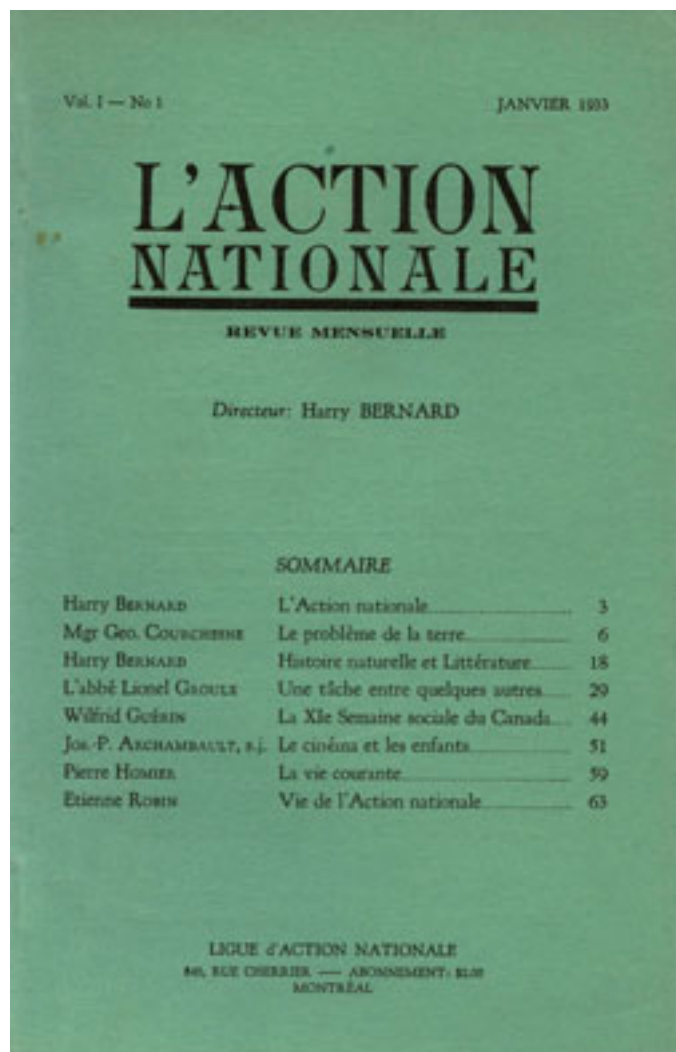 Vol. I — No 1 JANVIER 1933
L'ACTION
NATIONALE
REVUE MENSUELLE
Directeur: Harry BERNARD
SOMMAIRE
Harry BERNARD L'Action nationale 3
Mgr Geo. COURCHESNE Le problème de la terre 6
Harry BERNARD Histoire naturelle et Littérature 18
L'abbé Lionel GROULX Une tâche entre quelques autres 29
Wilfrid GUÉRIN La XIe Semaine sociale du Canada 44
Jos.-P. ARCHAMBAULT, s.j. Le cinéma et les enfants 51
Pierre HOMIER La vie courante 59
Etienne ROBIN Vie de l'Action nationale 63
LIGUE d'ACTION NATIONALE
RUE CHERRIER — ABONNEMENT:
MONTRÉAL